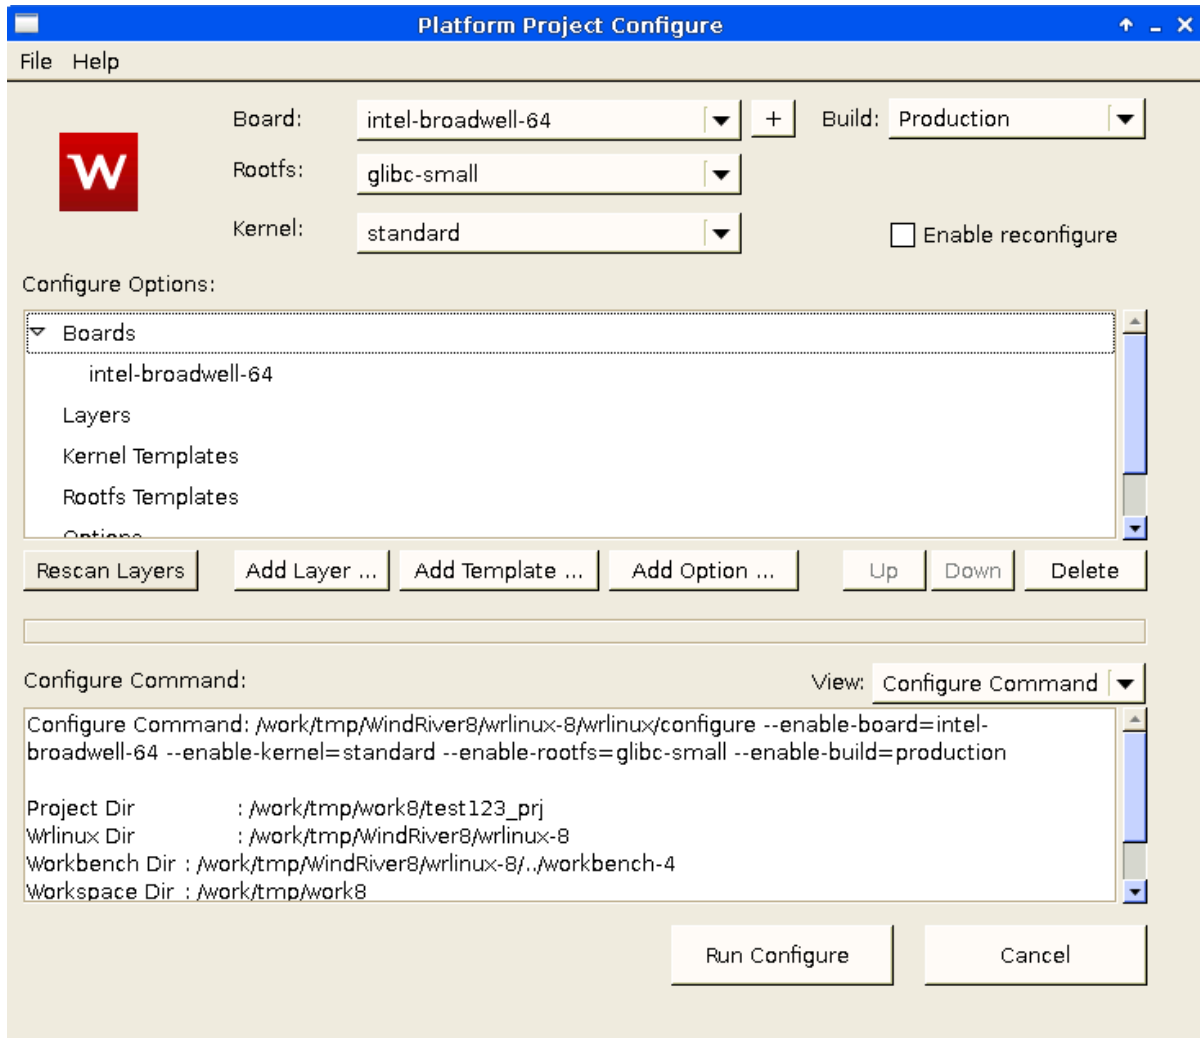 Platform Project Configure
File Help
W
Board: intel-broadwell-64 + Build: Production
Rootfs: glibc-small
Kernel: standard
Enable reconfigure
Configure Options:
Boards
intel-broadwell-64
Layers
Kernel Templates
Rootfs Templates
Options
Rescan Layers Add Layer ... Add Template ... Add Option ... Up Down Delete
Configure Command: View: Configure Command
Configure Command: /work/tmp/WindRiver8/wrlinux-8/wrlinux/configure --enable-board=intel-
broadwell-64 --enable-kernel=standard --enable-rootfs=glibc-small --enable-build=production
Project Dir : /work/tmp/work8/test123_prj
Wrlinux Dir : /work/tmp/WindRiver8/wrlinux-8
Workbench Dir : /work/tmp/WindRiver8/wrlinux-8/../workbench-4
Workspace Dir : /work/tmp/work8
Run Configure Cancel